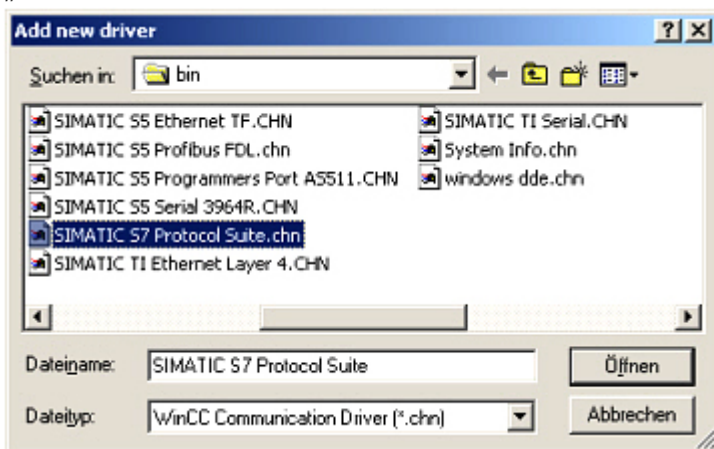 Add new driver
Suchen in: bin
SIMATIC S5 Ethernet TF.CHN
SIMATIC S5 Profibus FDL.chn
SIMATIC S5 Programmers Port AS511.CHN
SIMATIC S5 Serial 3964R.CHN
SIMATIC S7 Protocol Suite.chn
SIMATIC TI Ethernet Layer 4.CHN
SIMATIC TI Serial.CHN
System Info.chn
windows dde.chn
Dateiname: SIMATIC S7 Protocol Suite Öffnen
Dateityp: WinCC Communication Driver (*.chn) Abbrechen